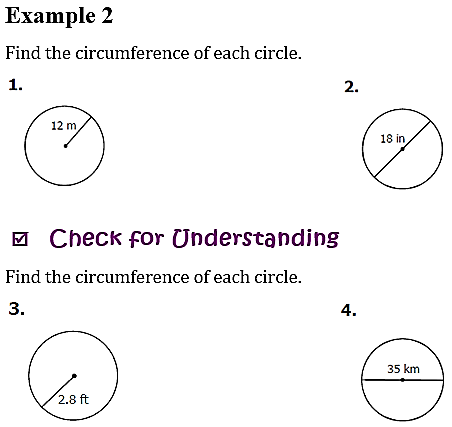 Example 2
Find the circumference of each circle.
1.
12 m
2.
18 in
☑ Check for Understanding
Find the circumference of each circle.
3.
2.8 ft
4.
35 km